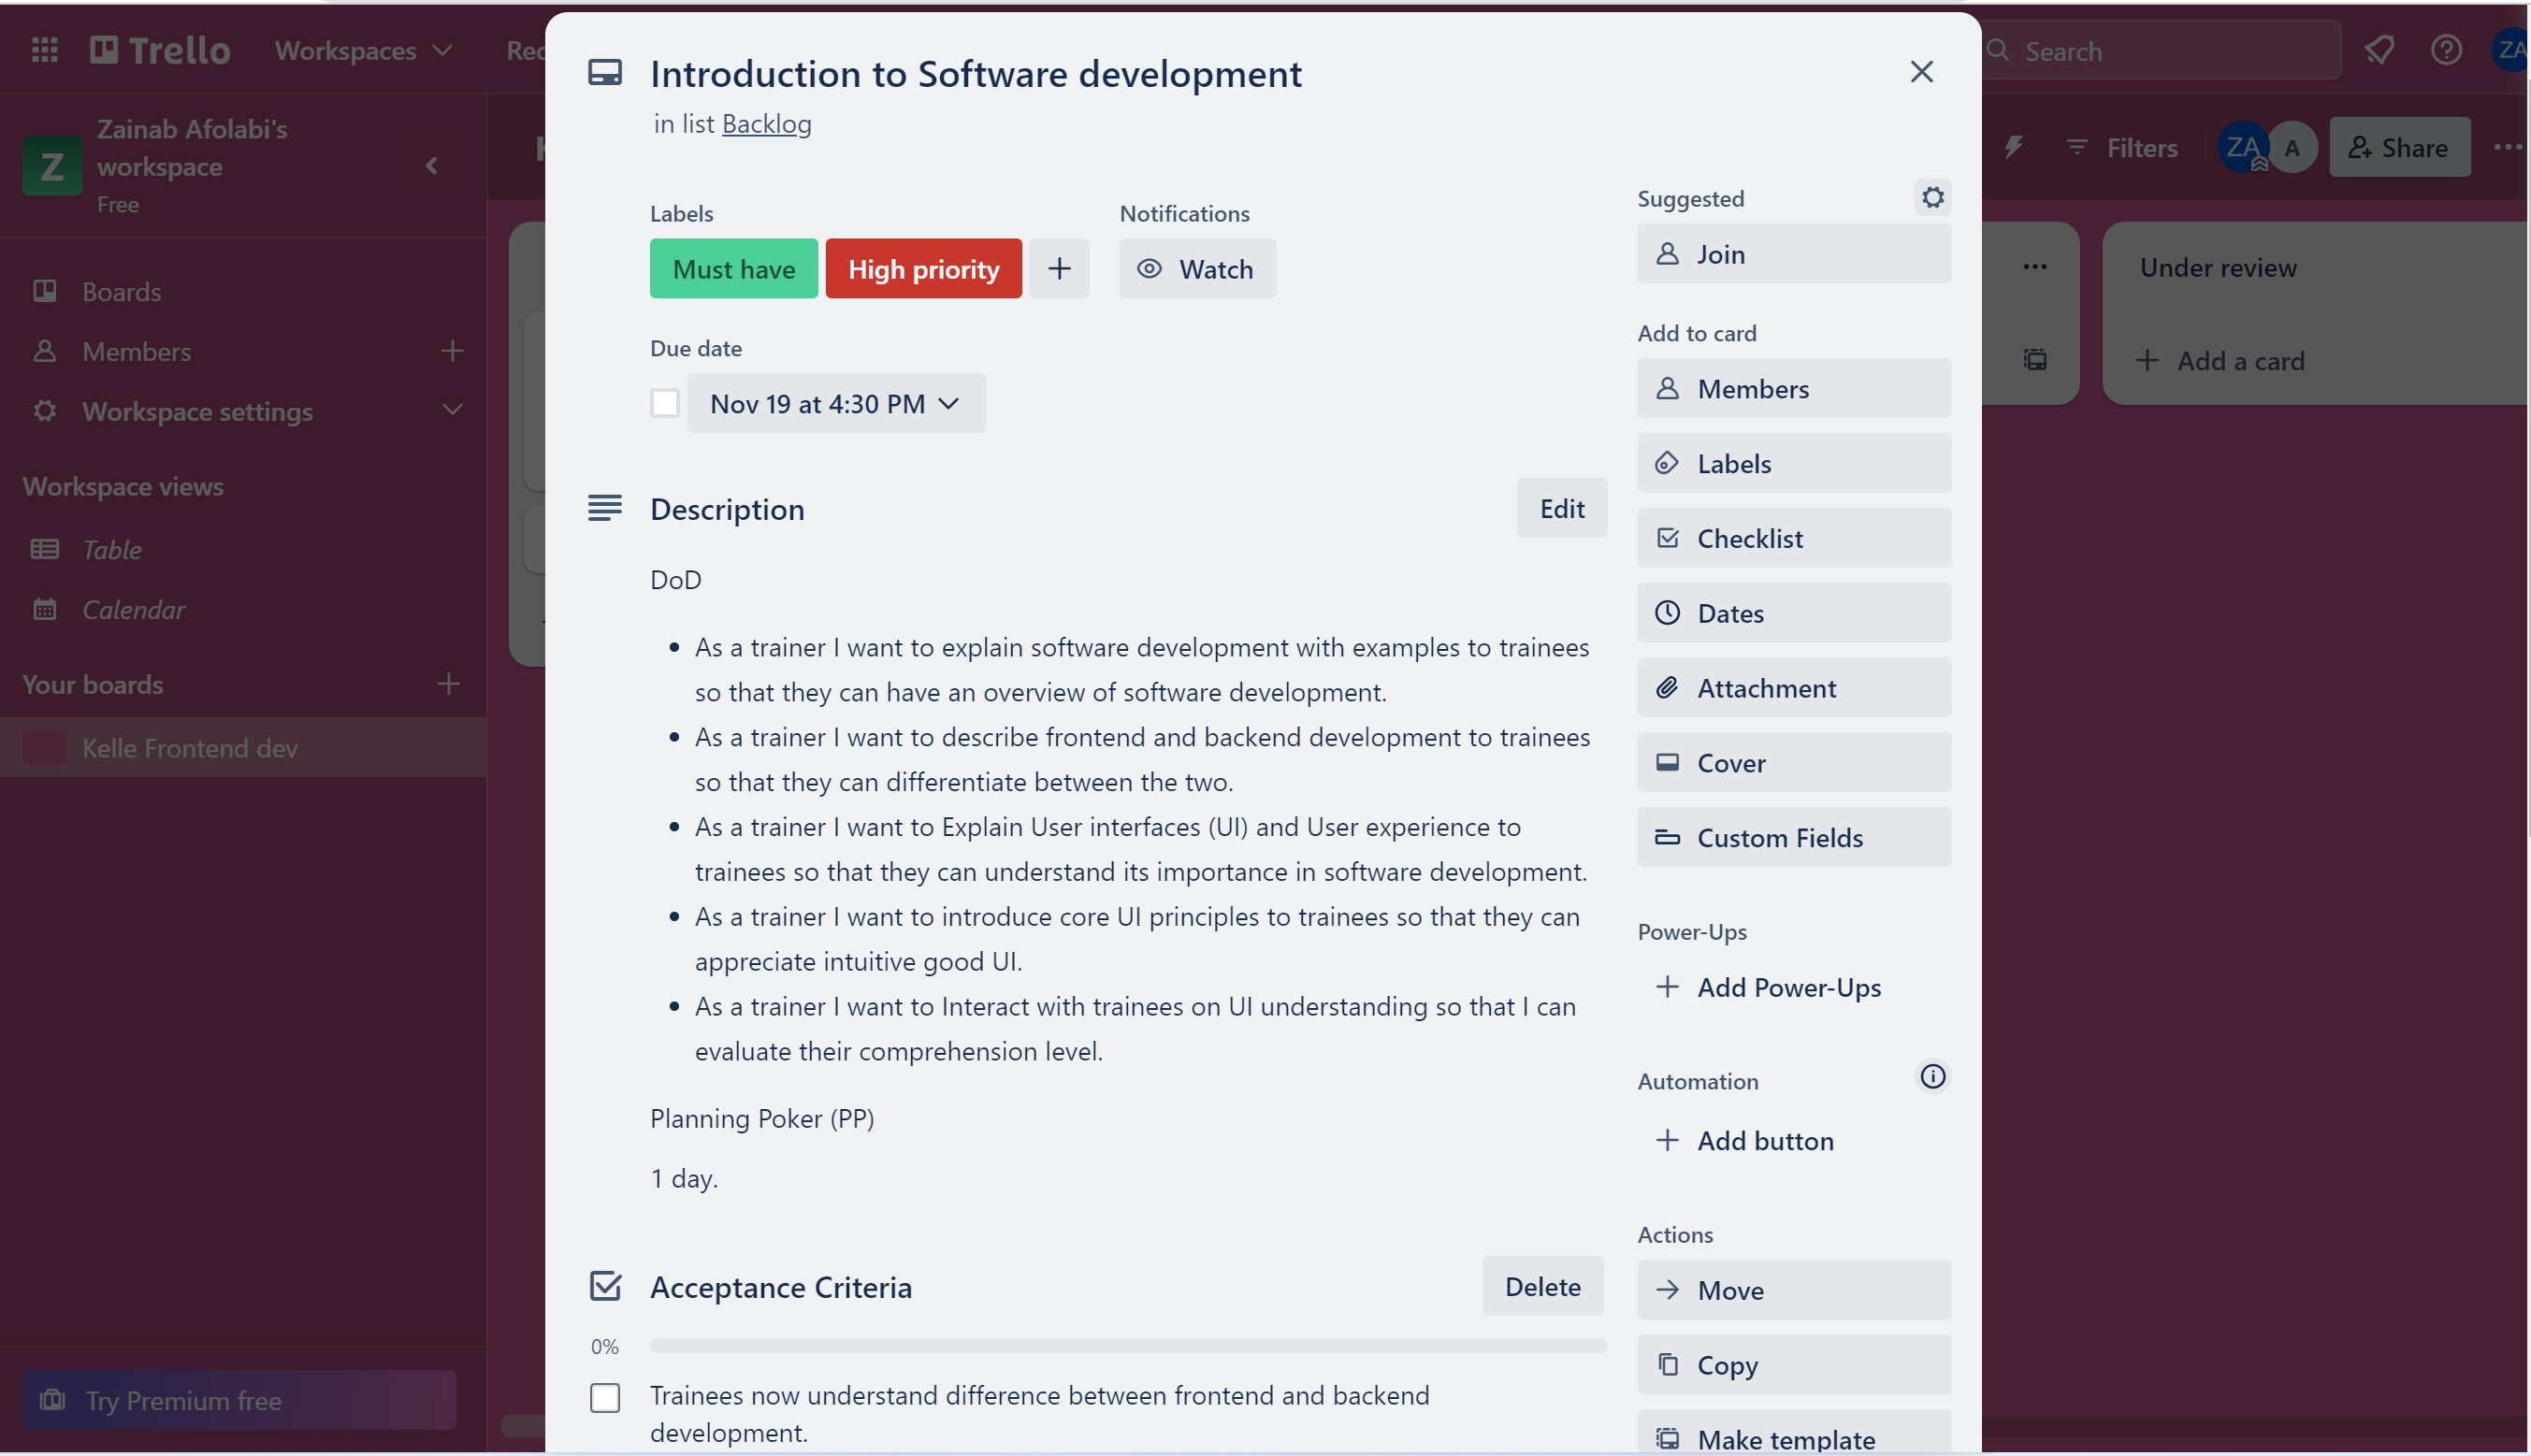 Trello
Workspaces
Rec
Search
ZA
Zainab Afolabi's
workspace
Free
Z
K
Filters
ZA
A
Share
Boards
Members
Workspace settings
Workspace views
Table
Calendar
Your boards
Kelle Frontend dev
Try Premium free
Introduction to Software development
in list Backlog
Labels
Notifications
Must have
High priority
Watch
Due date
Nov 19 at 4:30 PM
Description
Edit
DoD
• As a trainer I want to explain software development with examples to trainees
so that they can have an overview of software development.
• As a trainer I want to describe frontend and backend development to trainees
so that they can differentiate between the two.
• As a trainer I want to Explain User interfaces (UI) and User experience to
trainees so that they can understand its importance in software development.
• As a trainer I want to introduce core UI principles to trainees so that they can
appreciate intuitive good UI.
• As a trainer I want to Interact with trainees on UI understanding so that I can
evaluate their comprehension level.
Planning Poker (PP)
1 day.
Acceptance Criteria
Delete
0%
Trainees now understand difference between frontend and backend
development.
Suggested
Join
Add to card
Members
Labels
Checklist
Dates
Attachment
Cover
Custom Fields
Power-Ups
Add Power-Ups
Automation
Add button
Actions
Move
Copy
Make template
Under review
Add a card